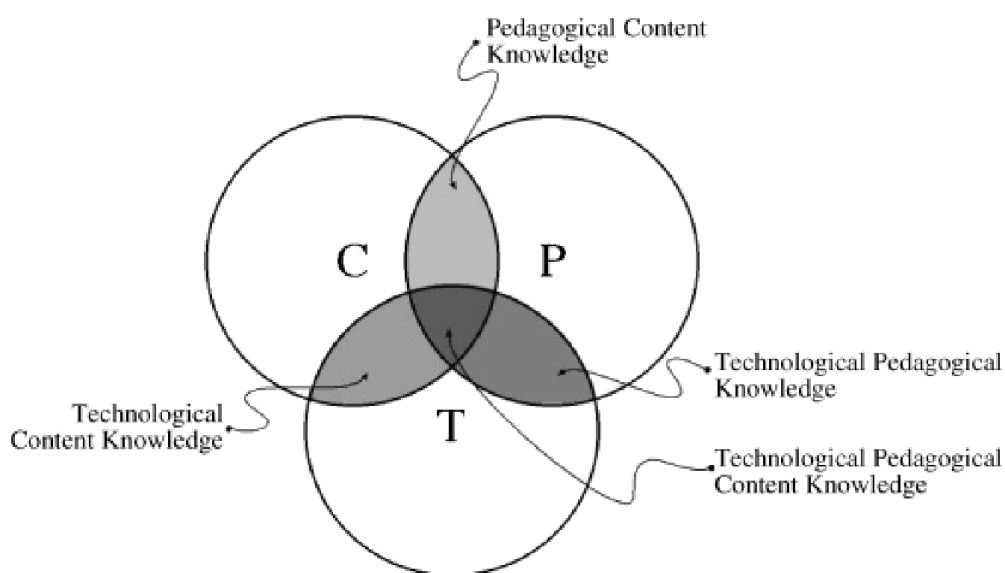 Pedagogical Content
Knowledge
C
P
Technological Pedagogical
Knowledge
Technological
Content Knowledge
T
Technological Pedagogical
Content Knowledge